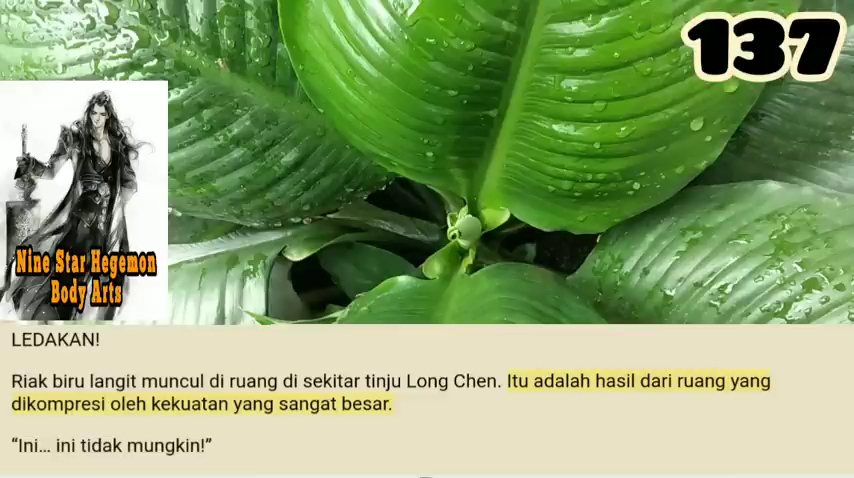 137
Nine Star Hegemon
Body Arts
LEDAKAN!
Riak biru langit muncul di ruang di sekitar tinju Long Chen. Itu adalah hasil dari ruang yang
dikompresi oleh kekuatan yang sangat besar.
“Ini... ini tidak mungkin!”